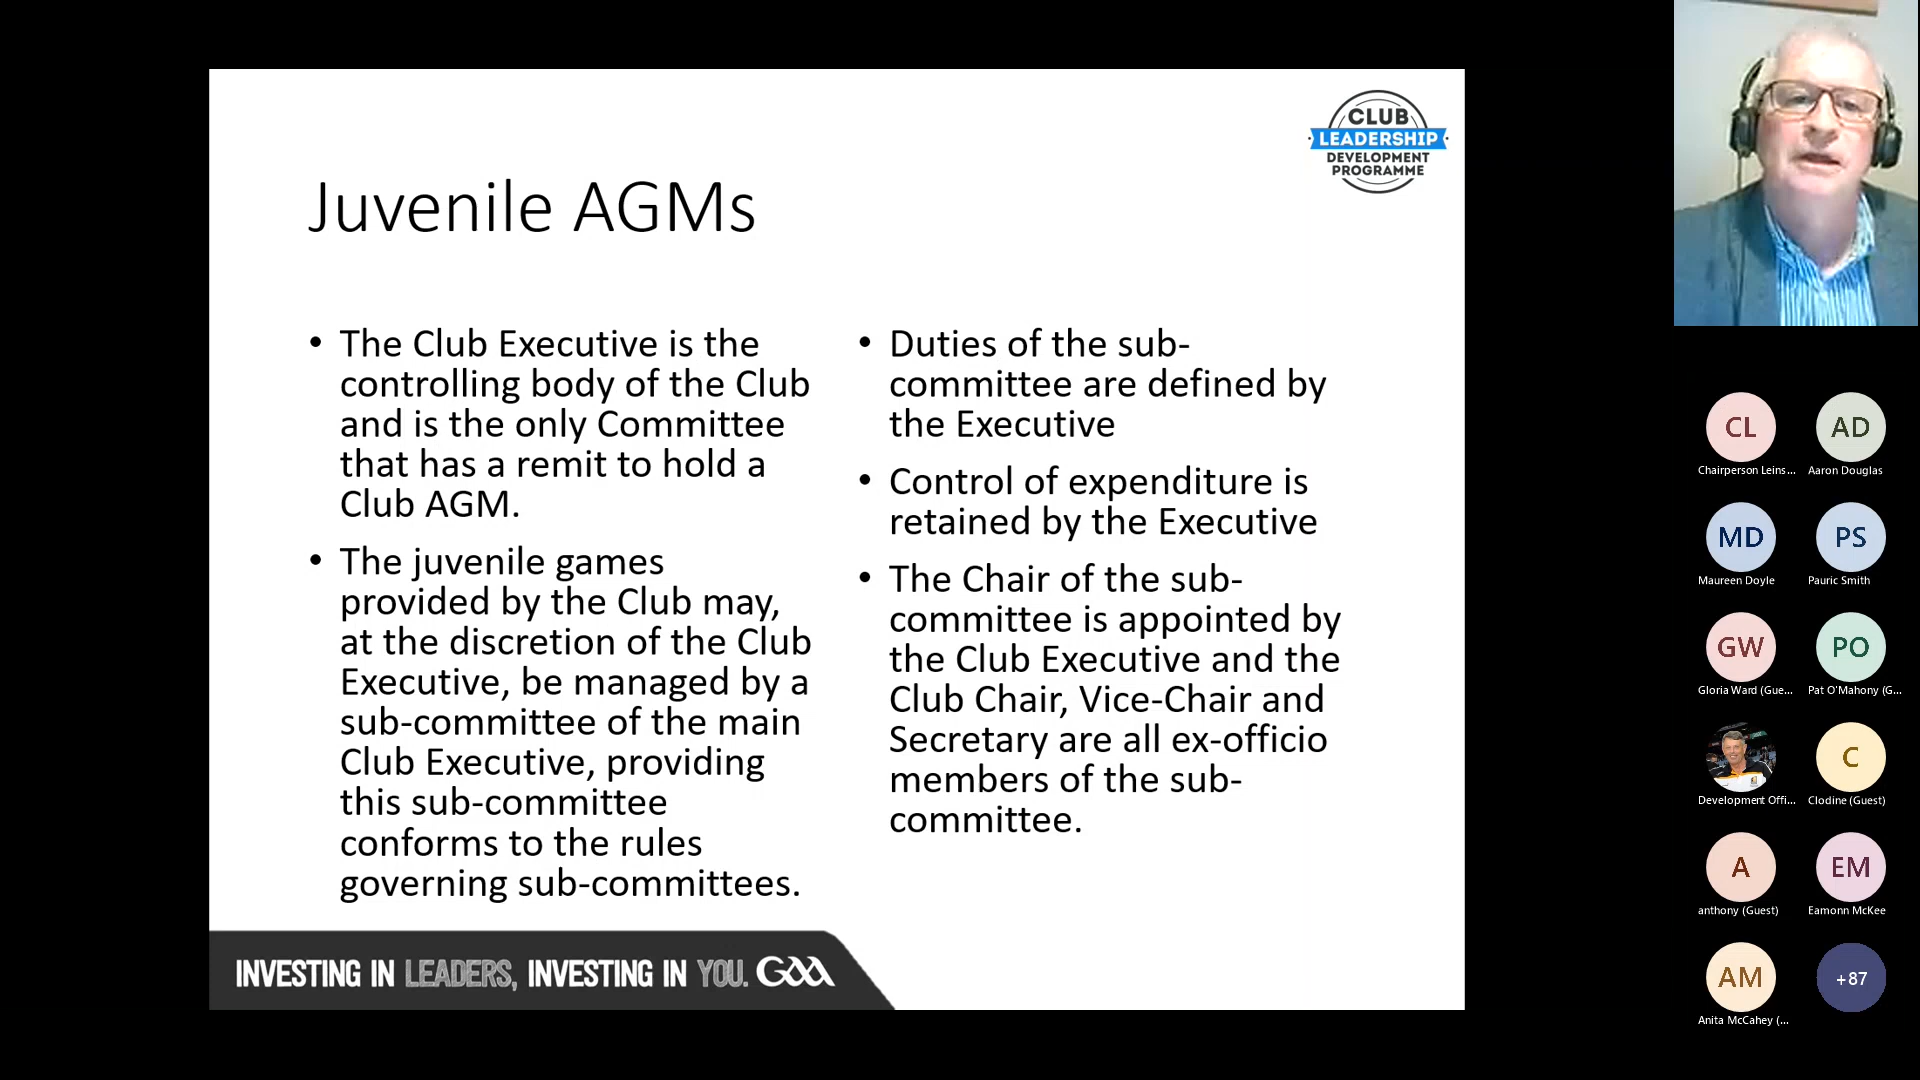 CLUB
LEADERSHIP
DEVELOPMENT
PROGRAMME
Juvenile AGMs
• The Club Executive is the
controlling body of the Club
and is the only Committee
that has a remit to hold a
Club AGM.
• The juvenile games
provided by the Club may,
at the discretion of the Club
Executive, be managed by a
sub-committee of the main
Club Executive, providing
this sub-committee
conforms to the rules
governing sub-committees.
• Duties of the sub-
committee are defined by
the Executive
• Control of expenditure is
retained by the Executive
• The Chair of the sub-
committee is appointed by
the Club Executive and the
Club Chair, Vice-Chair and
Secretary are all ex-officio
members of the sub-
committee.
INVESTING IN LEADERS, INVESTING IN YOU. GAA
CL
Chairperson Leins...
AD
Aaron Douglas
MD
Maureen Doyle
PS
Pauric Smith
GW
Gloria Ward (Gue...
PO
Pat O'Mahony (G...
Development Offi...
C
Clodine (Guest)
A
anthony (Guest)
EM
Eamonn McKee
AM
Anita McCahey (...
+87